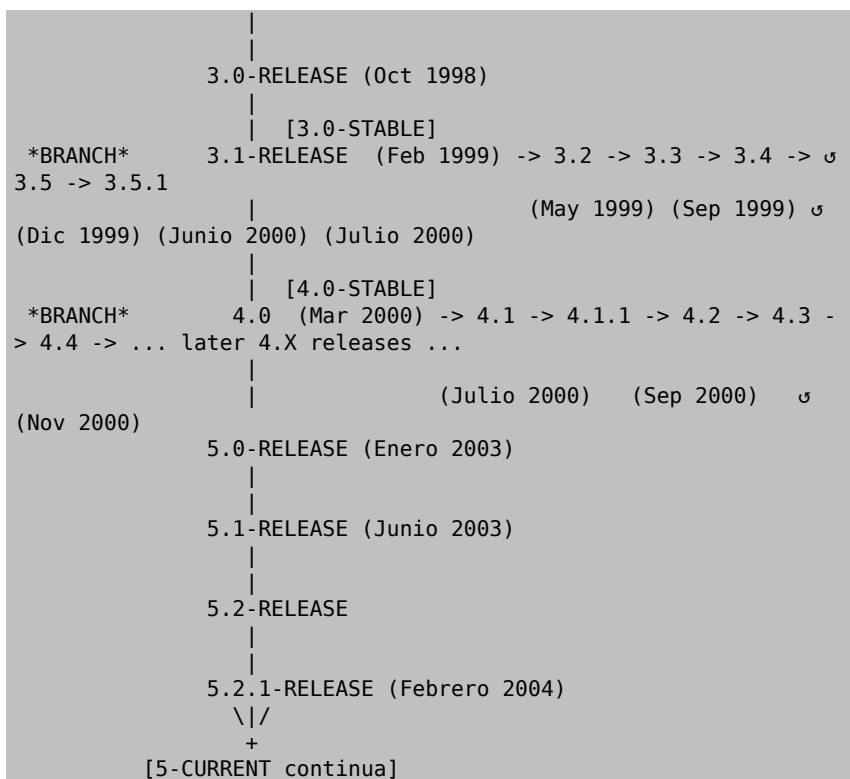 |
|
3.0-RELEASE (Oct 1998)
|
| [3.0-STABLE]
*BRANCH* 3.1-RELEASE (Feb 1999) -> 3.2 -> 3.3 -> 3.4 -> ↺
3.5 -> 3.5.1
| (May 1999) (Sep 1999) ↺
(Dic 1999) (Junio 2000) (Julio 2000)
|
| [4.0-STABLE]
*BRANCH* 4.0 (Mar 2000) -> 4.1 -> 4.1.1 -> 4.2 -> 4.3 -
> 4.4 -> ... later 4.X releases ...
|
| (Julio 2000) (Sep 2000) ↺
(Nov 2000)
5.0-RELEASE (Enero 2003)
|
|
5.1-RELEASE (Junio 2003)
|
|
5.2-RELEASE
|
|
5.2.1-RELEASE (Febrero 2004)
\|/
+
[5-CURRENT continua]